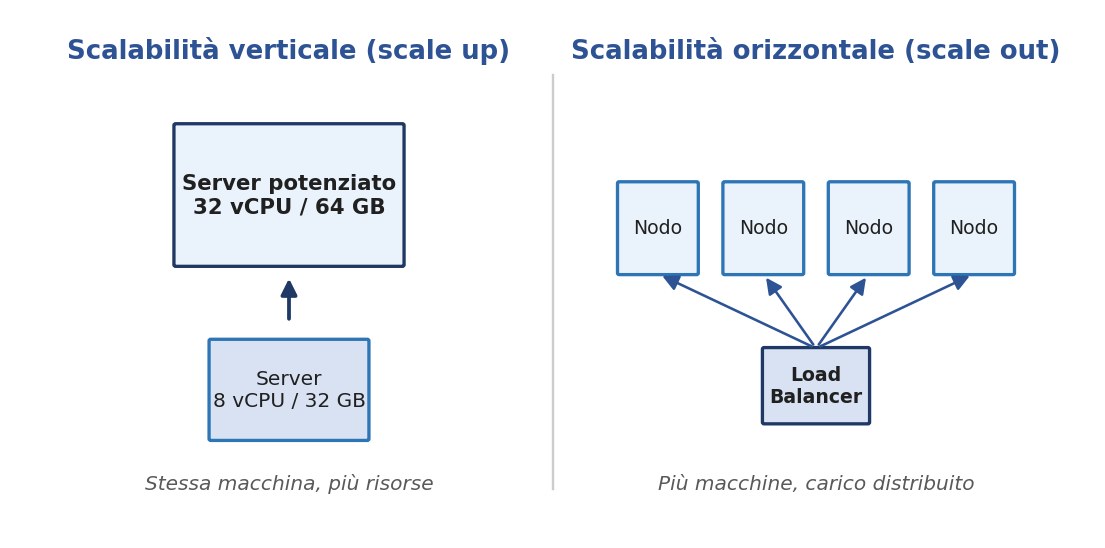 Scalabilità verticale (scale up)
Server potenziato
32 vCPU / 64 GB
Server
8 vCPU / 32 GB
Stessa macchina, più risorse
Scalabilità orizzontale (scale out)
Nodo
Nodo
Nodo
Nodo
Load
Balancer
Più macchine, carico distribuito